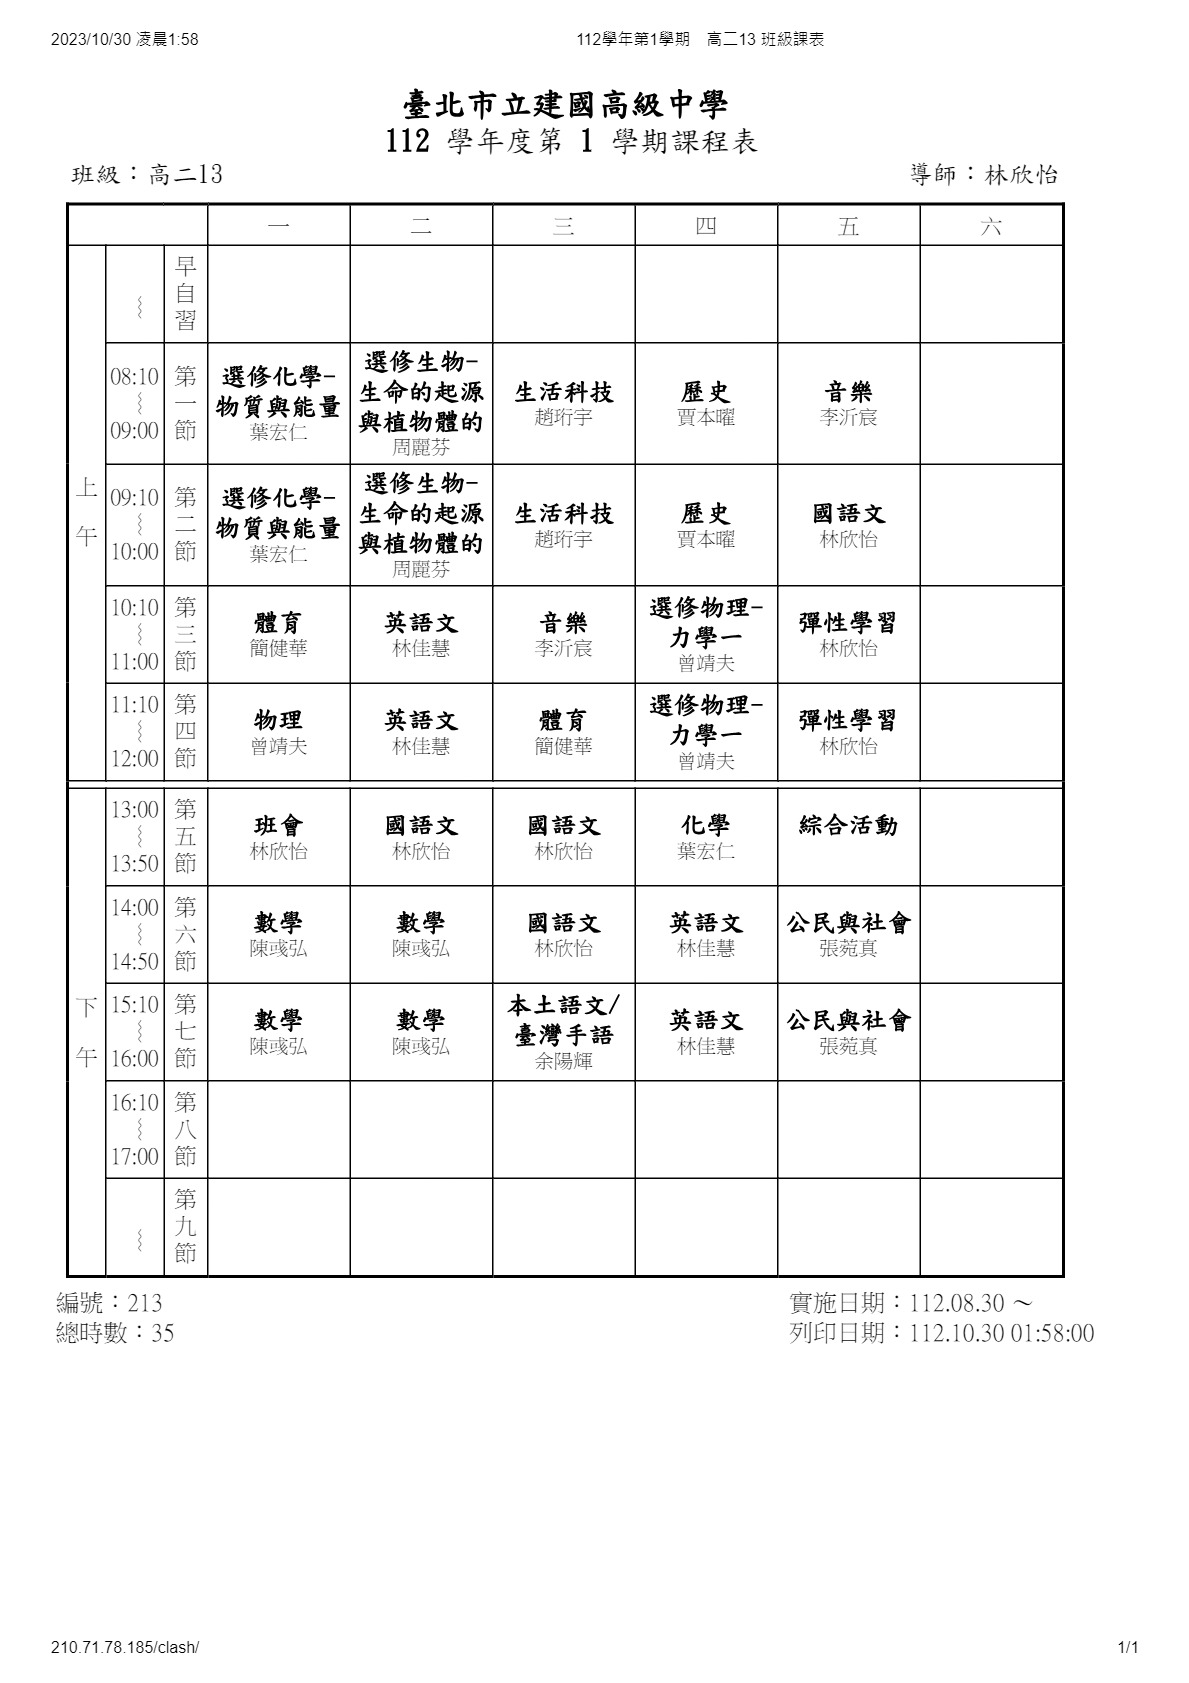 2023/10/30 凌晨1:58
112學年第1學期　高二13 班級課表
臺北市立建國高級中學
112 學年度第 1 學期課程表
班級：高二13
導師：林欣怡
一 二 三 四 五 六
上午
～
早自習
08:10
～
09:00
第一節
選修化學-
物質與能量
葉宏仁
選修生物-
生命的起源
與植物體的
周麗芬
生活科技
趙珩宇
歷史
賈本曜
音樂
李沂宸
09:10
～
10:00
第二節
選修化學-
物質與能量
葉宏仁
選修生物-
生命的起源
與植物體的
周麗芬
生活科技
趙珩宇
歷史
賈本曜
國語文
林欣怡
10:10
～
11:00
第三節
體育
簡健華
英語文
林佳慧
音樂
李沂宸
選修物理-
力學一
曾靖夫
彈性學習
林欣怡
11:10
～
12:00
第四節
物理
曾靖夫
英語文
林佳慧
體育
簡健華
選修物理-
力學一
曾靖夫
彈性學習
林欣怡
下午
13:00
～
13:50
第五節
班會
林欣怡
國語文
林欣怡
國語文
林欣怡
化學
葉宏仁
綜合活動
14:00
～
14:50
第六節
數學
陳彧弘
數學
陳彧弘
國語文
林欣怡
英語文
林佳慧
公民與社會
張菀真
15:10
～
16:00
第七節
數學
陳彧弘
數學
陳彧弘
本土語文/
臺灣手語
余陽輝
英語文
林佳慧
公民與社會
張菀真
16:10
～
17:00
第八節
～
第九節
編號：213
實施日期：112.08.30 ～
總時數：35
列印日期：112.10.30 01:58:00
210.71.78.185/clash/
1/1